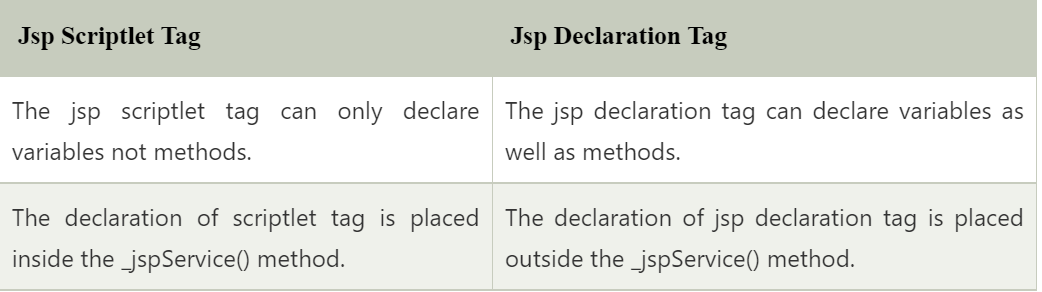 Jsp Scriptlet Tag
Jsp Declaration Tag
The jsp scriptlet tag can only declare
variables not methods.
The jsp declaration tag can declare variables as
well as methods.
The declaration of scriptlet tag is placed
inside the _jspService() method.
The declaration of jsp declaration tag is placed
outside the _jspService() method.